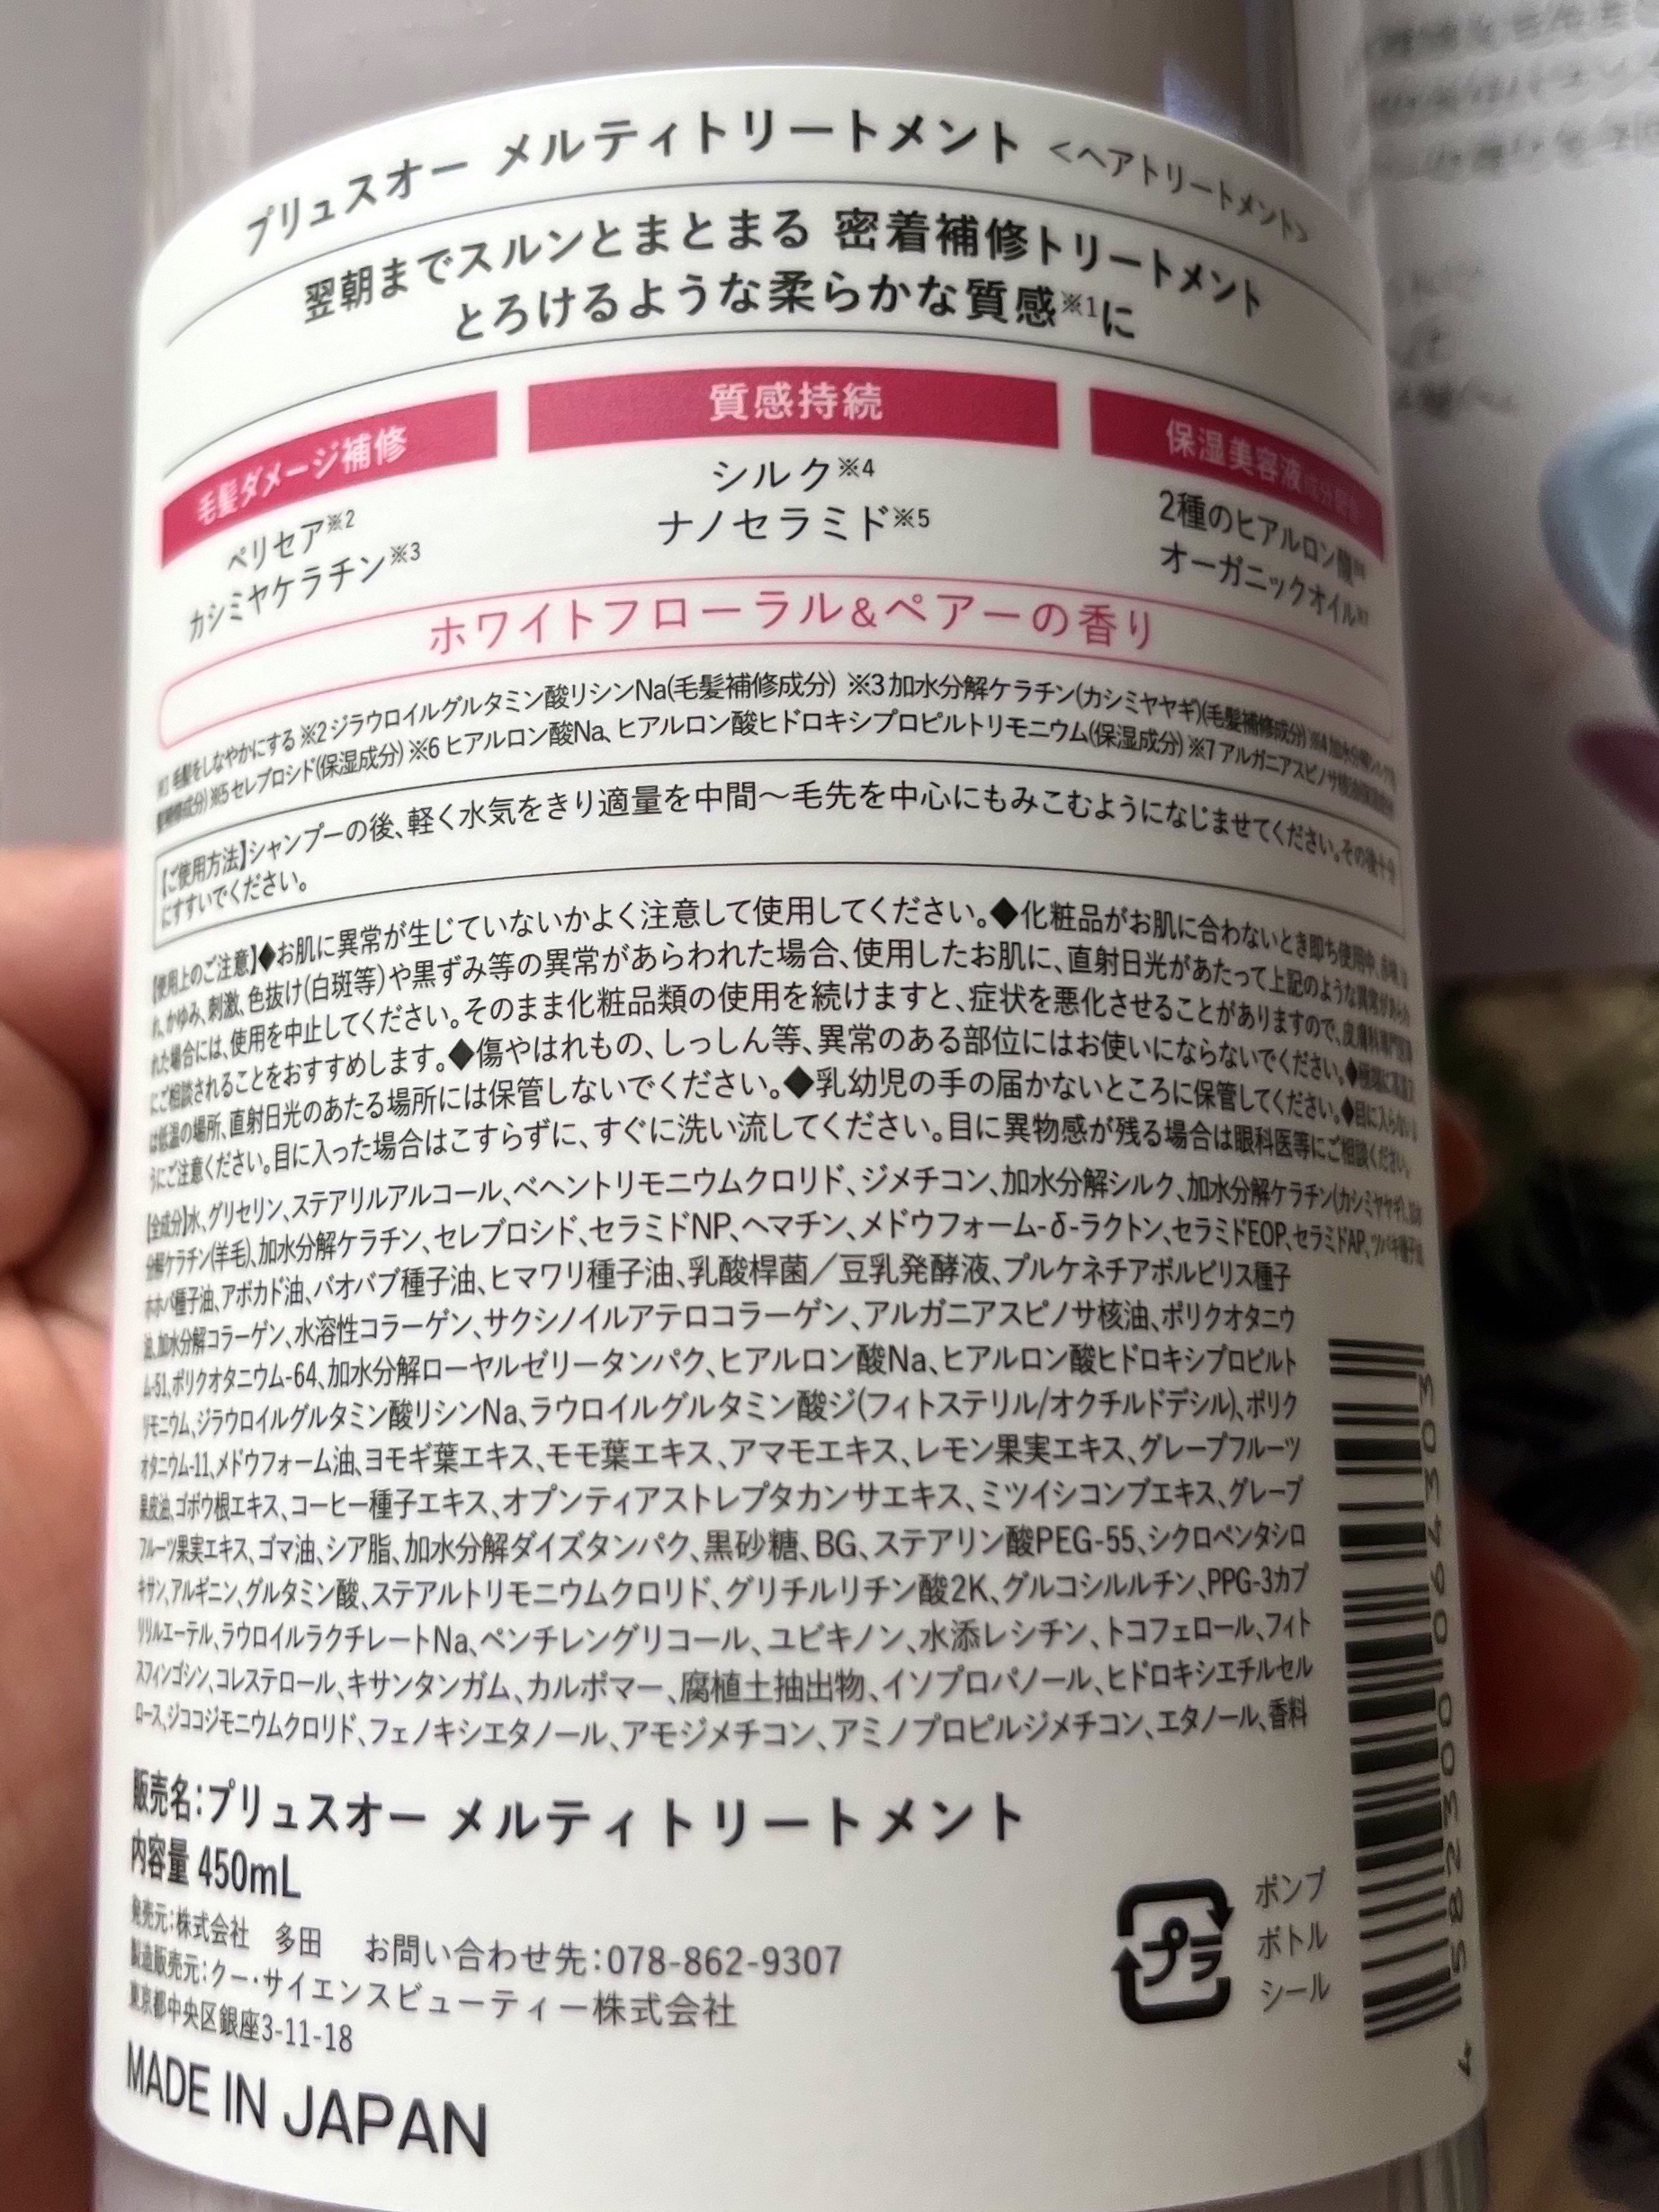 プリュスオー メルティトリートメント <ヘアトリートメント>
翌朝までスルンとまとまる 密着補修トリートメント
とろけるような柔らかな質感※1に
毛髪ダメージ補修
ペリセア※2
カシミヤケラチン※3
質感持続
シルク※4
ナノセラミド※5
保湿美容液
2種のヒアルロン酸
オーガニックオイル
ホワイトフローラル&ペアーの香り
※1 毛髪をしなやかにする ※2 ジラウロイルグルタミン酸リシンNa(毛髪補修成分) ※3 加水分解ケラチン(カシミヤヤギ)(毛髪補修成分) ※4 加水分解シルク
※5 セレブロシド(保湿成分) ※6 ヒアルロン酸Na、ヒアルロン酸ヒドロキシプロピルトリモニウム(保湿成分) ※7 アルガニアスピノサ核油
【ご使用方法】シャンプーの後、軽く水気をきり適量を中間〜毛先を中心にもみこむようになじませてください。その後十分
にすすいでください。
【使用上のご注意】◆お肌に異常が生じていないかよく注意して使用してください。◆化粧品がお肌に合わないとき即ち使用中、赤味、は
れ、かゆみ、刺激、色抜け(白斑等)や黒ずみ等の異常があらわれた場合、使用したお肌に、直射日光があたって上記のような異常があらわ
れた場合には、使用を中止してください。そのまま化粧品類の使用を続けますと、症状を悪化させることがありますので、皮膚科専門医等
にご相談されることをおすすめします。◆傷やはれもの、しっしん等、異常のある部位にはお使いにならないでください。◆極端に高温又
は低温の場所、直射日光のあたる場所には保管しないでください。◆乳幼児の手の届かないところに保管してください。◆目に入らないよ
うにご注意ください。目に入った場合はこすらずに、すぐに洗い流してください。目に異物感が残る場合は眼科医等にご相談ください。
【全成分】水、グリセリン、ステアリルアルコール、ベヘントリモニウムクロリド、ジメチコン、加水分解シルク、加水分解ケラチン(カシミヤヤギ)、加水
分解ケラチン(羊毛)、加水分解ケラチン、セレブロシド、セラミドNP、ヘマチン、メドウフォーム-δ-ラクトン、セラミドEOP、セラミドAP、ツバキ種子油、
ホホバ種子油、アボカド油、バオバブ種子油、ヒマワリ種子油、乳酸桿菌/豆乳発酵液、プルケネチアボルビリス種子
油、加水分解コラーゲン、水溶性コラーゲン、サクシノイルアテロコラーゲン、アルガニアスピノサ核油、ポリクオタニウ
ム-51、ポリクオタニウム-64、加水分解ローヤルゼリータンパク、ヒアルロン酸Na、ヒアルロン酸ヒドロキシプロピルト
リモニウム、ジラウロイルグルタミン酸リシンNa、ラウロイルグルタミン酸ジ(フィトステリル/オクチルドデシル)、ポリク
オタニウム-11、メドウフォーム油、ヨモギ葉エキス、モモ葉エキス、アマモエキス、レモン果実エキス、グレープフルーツ
果皮油、ゴボウ根エキス、コーヒー種子エキス、オプンティアストレプタカンサエキス、ミツイシコンブエキス、グレープ
フルーツ果実エキス、ゴマ油、シア脂、加水分解ダイズタンパク、黒砂糖、BG、ステアリン酸PEG-55、シクロペンタシロ
キサン、アルギニン、グルタミン酸、ステアルトリモニウムクロリド、グリチルリチン酸2K、グルコシルルチン、PPG-3カプ
リリルエーテル、ラウロイルラクチレートNa、ペンチレングリコール、ユビキノン、水添レシチン、トコフェロール、フィト
スフィンゴシン、コレステロール、キサンタンガム、カルボマー、腐植土抽出物、イソプロパノール、ヒドロキシエチルセル
ロース、ジココジモニウムクロリド、フェノキシエタノール、アモジメチコン、アミノプロピルジメチコン、エタノール、香料
販売名:プリュスオー メルティトリートメント
内容量 450mL
発売元:株式会社 多田 お問い合わせ先:078-862-9307
製造販売元:クー・サイエンスビューティー株式会社
東京都中央区銀座3-11-18
MADE IN JAPAN
プラ
ポンプ
ボトル
シール
4 582300 064303